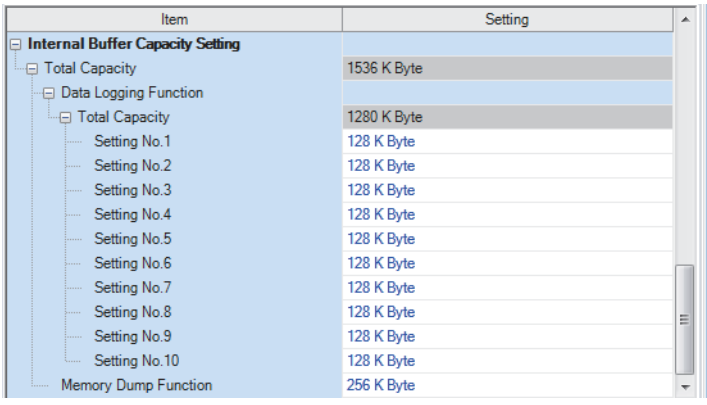 Item Setting
Internal Buffer Capacity Setting
Total Capacity 1536 K Byte
Data Logging Function
Total Capacity 1280 K Byte
Setting No.1 128 K Byte
Setting No.2 128 K Byte
Setting No.3 128 K Byte
Setting No.4 128 K Byte
Setting No.5 128 K Byte
Setting No.6 128 K Byte
Setting No.7 128 K Byte
Setting No.8 128 K Byte
Setting No.9 128 K Byte
Setting No.10 128 K Byte
Memory Dump Function 256 K Byte